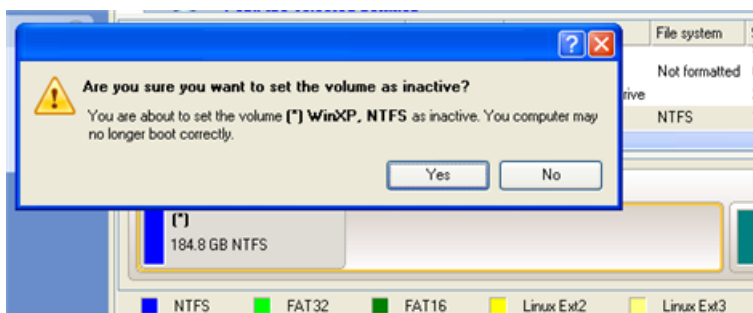 File system
Are you sure you want to set the volume as inactive?
Not formatted
You are about to set the volume (*) WinXP, NTFS as inactive. You computer may
no longer boot correctly.
NTFS
Yes No
(*)
184.8 GB NTFS
NTFS FAT32 FAT16 Linux Ext2 Linux Ext3